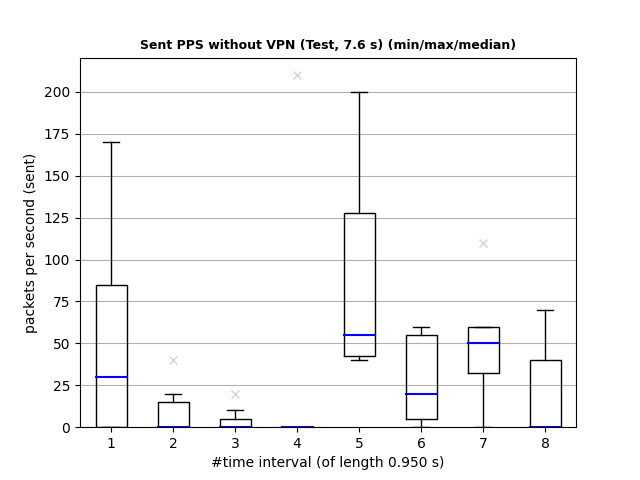 Sent PPS without VPN (Test, 7.6 s) (min/max/median)
packets per second (sent)
200
175
150
125
100
75
50
25
0
1 2 3 4 5 6 7 8
#time interval (of length 0.950 s)